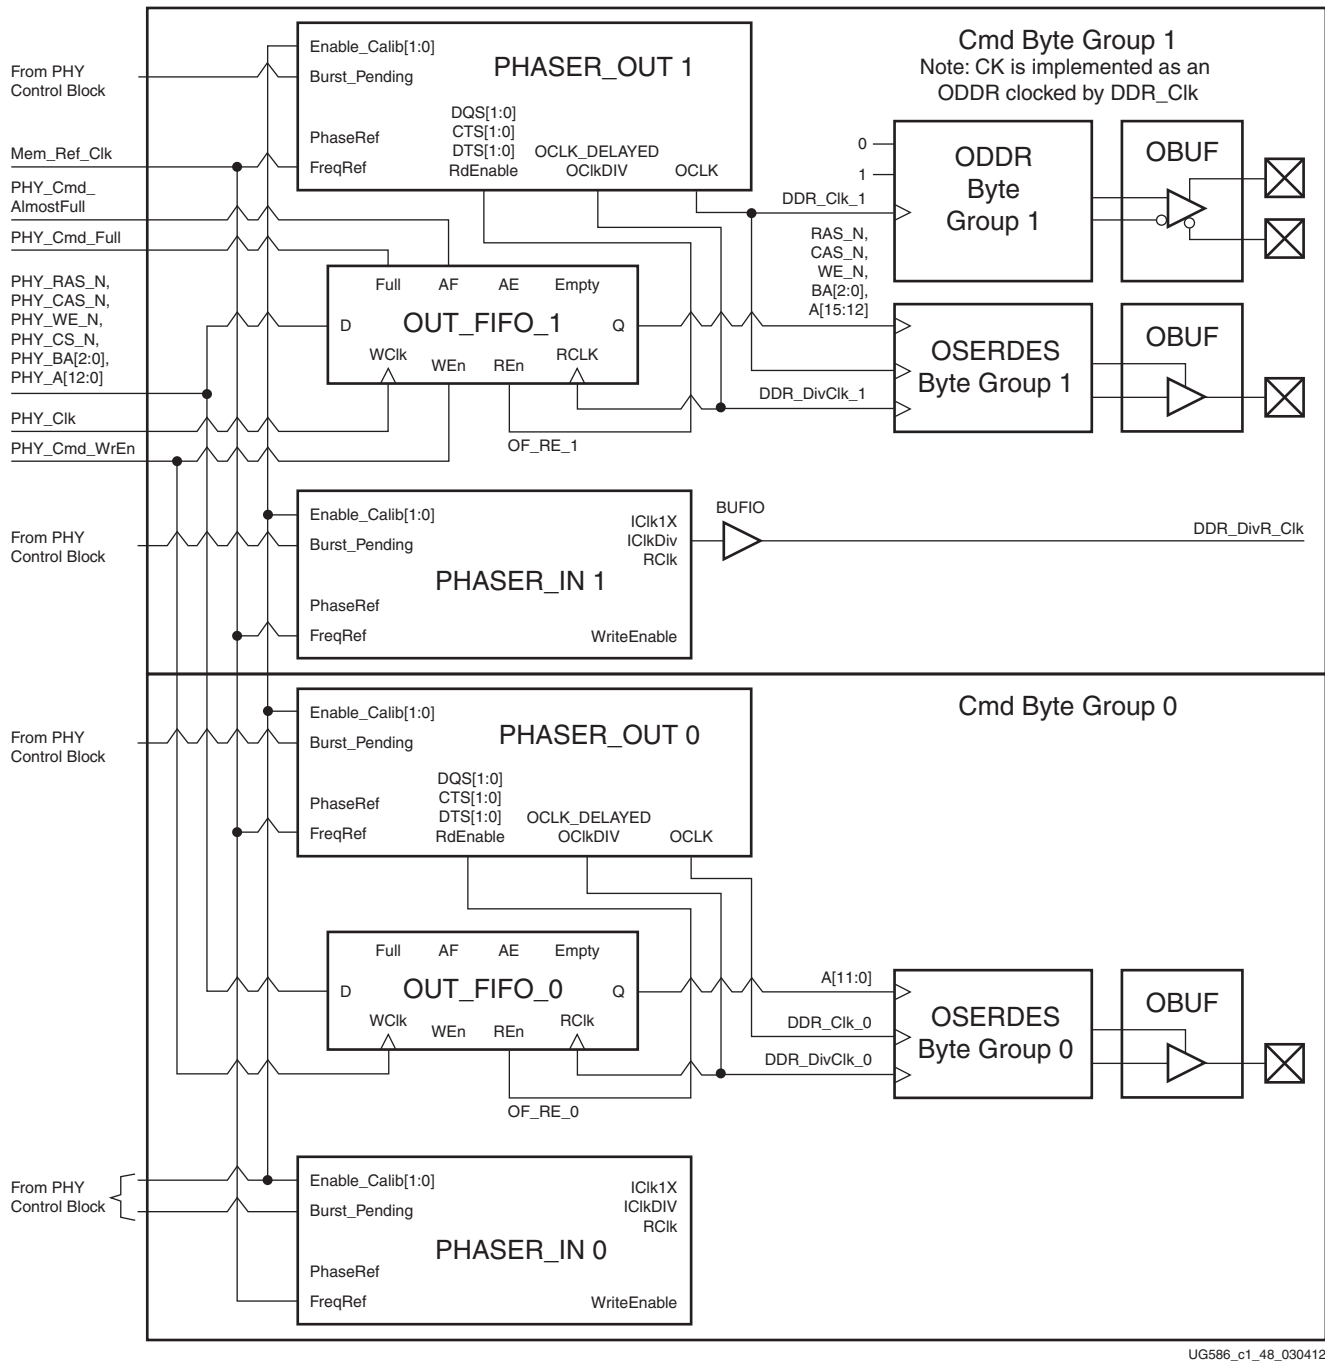 From PHY
Control Block
Mem_Ref_Clk
PHY_Cmd_
AlmostFull
PHY_Cmd_Full
PHY_RAS_N,
PHY_CAS_N,
PHY_WE_N,
PHY_CS_N,
PHY_BA[2:0],
PHY_A[12:0]
PHY_Clk
PHY_Cmd_WrEn
Enable_Calib[1:0]
Burst_Pending
PHASER_OUT 1
PhaseRef
FreqRef
DQS[1:0]
CTS[1:0]
DTS[1:0]
RdEnable
OCLK_DELAYED
OClkDIV
OCLK
Cmd Byte Group 1
Note: CK is implemented as an
ODDR clocked by DDR_Clk
0
1
DDR_Clk_1
ODDR
Byte
Group 1
OBUF
RAS_N,
CAS_N,
WE_N,
BA[2:0],
A[15:12]
Full
AF
AE
Empty
D
OUT_FIFO_1
Q
WClk
WEn
REn
RCLK
OF_RE_1
DDR_DivClk_1
OSERDES
Byte Group 1
OBUF
From PHY
Control Block
Enable_Calib[1:0]
Burst_Pending
PHASER_IN 1
PhaseRef
FreqRef
IClk1X
IClkDiv
RClk
WriteEnable
BUFIO
DDR_DivR_Clk
From PHY
Control Block
Enable_Calib[1:0]
Burst_Pending
PHASER_OUT 0
PhaseRef
FreqRef
DQS[1:0]
CTS[1:0]
DTS[1:0]
RdEnable
OCLK_DELAYED
OClkDIV
OCLK
Cmd Byte Group 0
Full
AF
AE
Empty
D
OUT_FIFO_0
Q
WClk
WEn
REn
RClk
OF_RE_0
A[11:0]
DDR_Clk_0
DDR_DivClk_0
OSERDES
Byte Group 0
OBUF
From PHY
Control Block
Enable_Calib[1:0]
Burst_Pending
PHASER_IN 0
PhaseRef
FreqRef
IClk1X
IClkDIV
RClk
WriteEnable
UG586_c1_48_030412